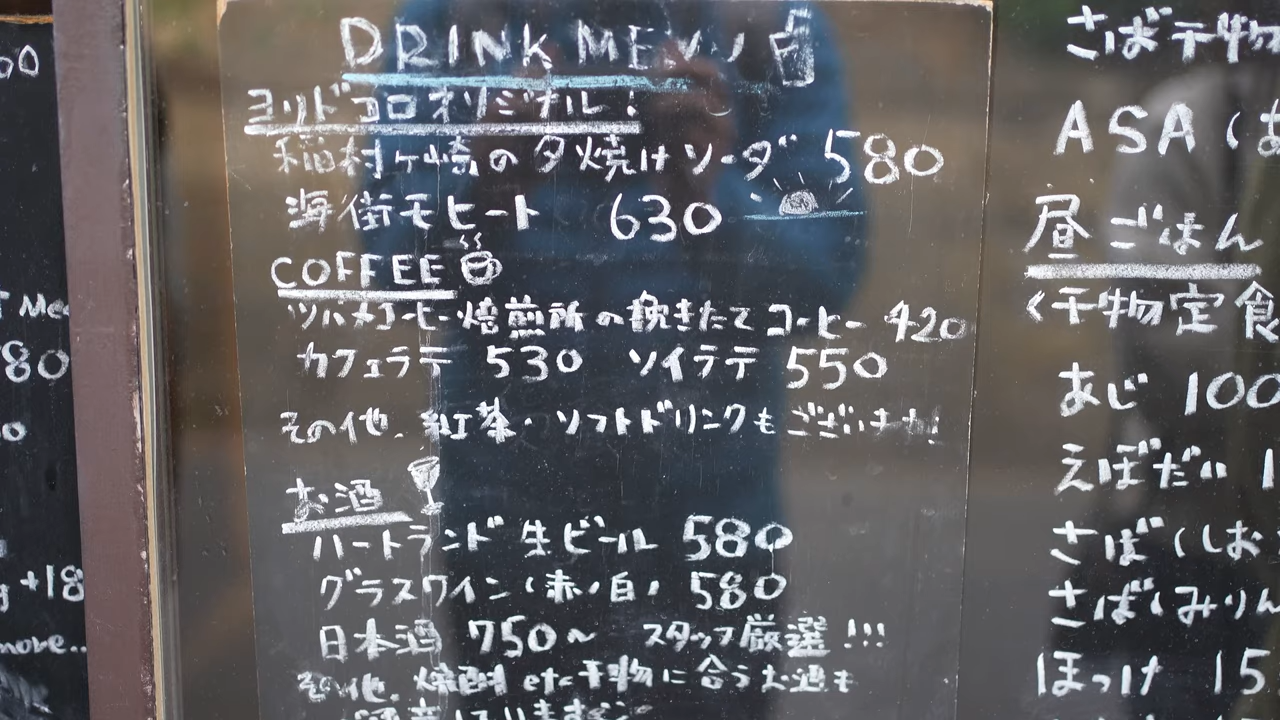 00
T Me
80
0
g +18
more..
DRINK MENU
ヨリドコロオリジナル!
稲村ヶ崎の夕焼けソーダ 580
海街モヒート 630
COFFEE
ツバメコーヒー焙煎所の挽きたてコーヒー 420
カフェラテ 530 ソイラテ 550
その他、紅茶・ソフトドリンクもございます!
お酒
ハートランド 生ビール 580
グラスワイン(赤/白) 580
日本酒 750〜 スタッフ厳選!!!
その他、焼酎 etc 干物に合うお酒も
さば干物
ASA (あ
昼ごはん
<干物定食
あじ 100
えぼだい 1
さば(しお
さば(みりん
ほっけ 15